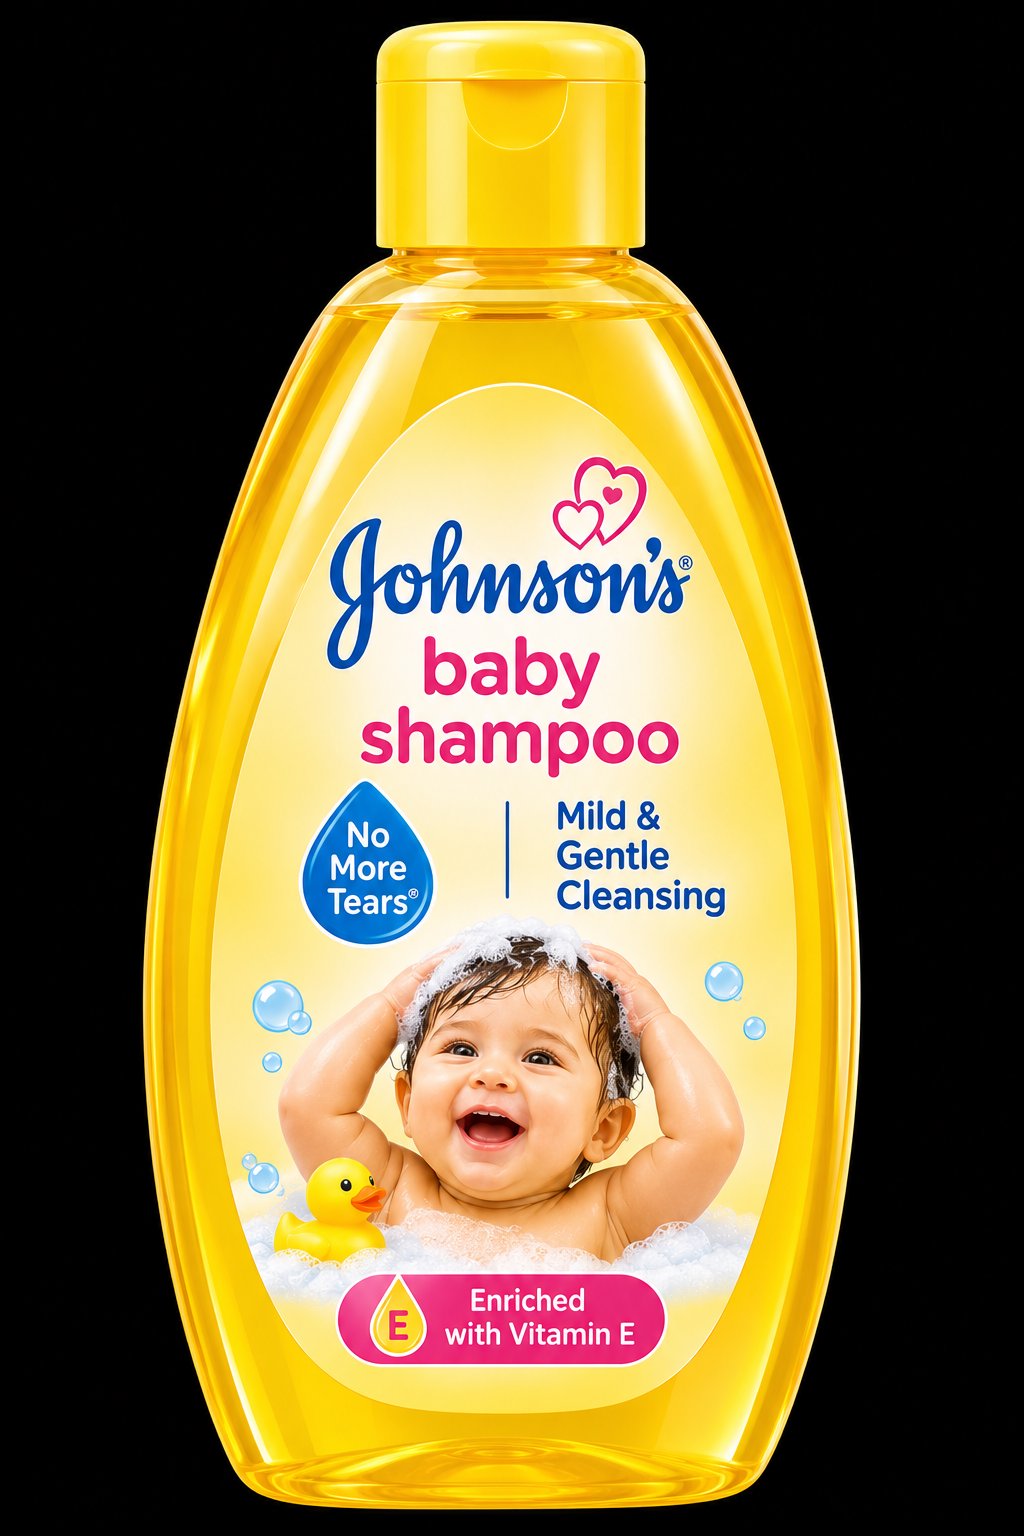 Johnson's®
baby
shampoo
No
More
Tears®
Mild &
Gentle
Cleansing
E
Enriched
with Vitamin E